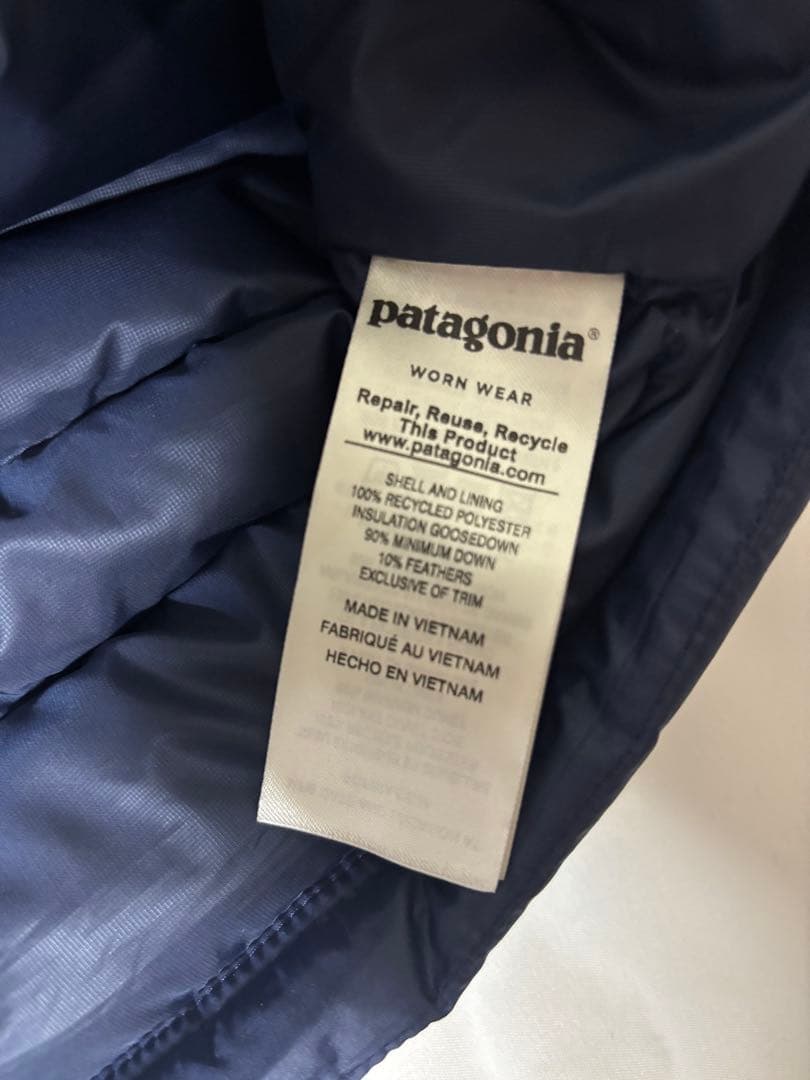 patagonia®
WORN WEAR
Repair, Reuse, Recycle
This Product
www.patagonia.com
SHELL AND LINING
100% RECYCLED POLYESTER
INSULATION GOOSEDOWN
90% MINIMUM DOWN
10% FEATHERS
EXCLUSIVE OF TRIM
MADE IN VIETNAM
FABRIQUÉ AU VIETNAM
HECHO EN VIETNAM